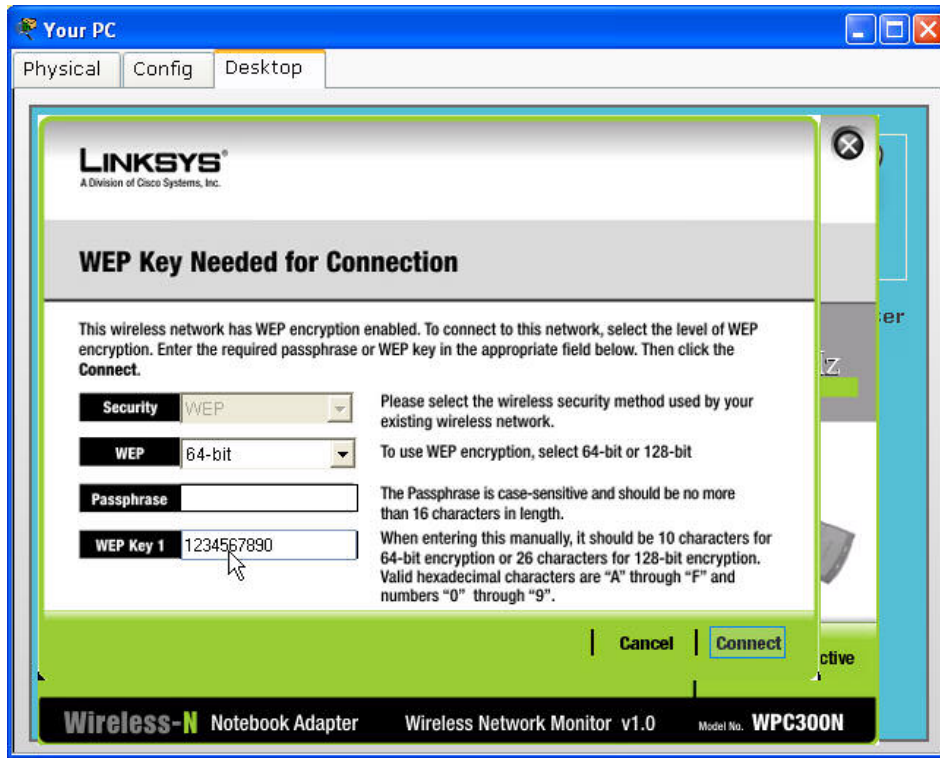 Your PC
Physical Config Desktop
LINKSYS®
A Division of Cisco Systems, Inc.
WEP Key Needed for Connection
This wireless network has WEP encryption enabled. To connect to this network, select the level of WEP
encryption. Enter the required passphrase or WEP key in the appropriate field below. Then click the
Connect.
Security WEP
Please select the wireless security method used by your
existing wireless network.
WEP 64-bit
To use WEP encryption, select 64-bit or 128-bit
Passphrase
The Passphrase is case-sensitive and should be no more
than 16 characters in length.
WEP Key 1 1234567890
When entering this manually, it should be 10 characters for
64-bit encryption or 26 characters for 128-bit encryption.
Valid hexadecimal characters are “A” through “F” and
numbers “0” through “9”.
Cancel Connect
Wireless-N Notebook Adapter Wireless Network Monitor v1.0 Model No. WPC300N